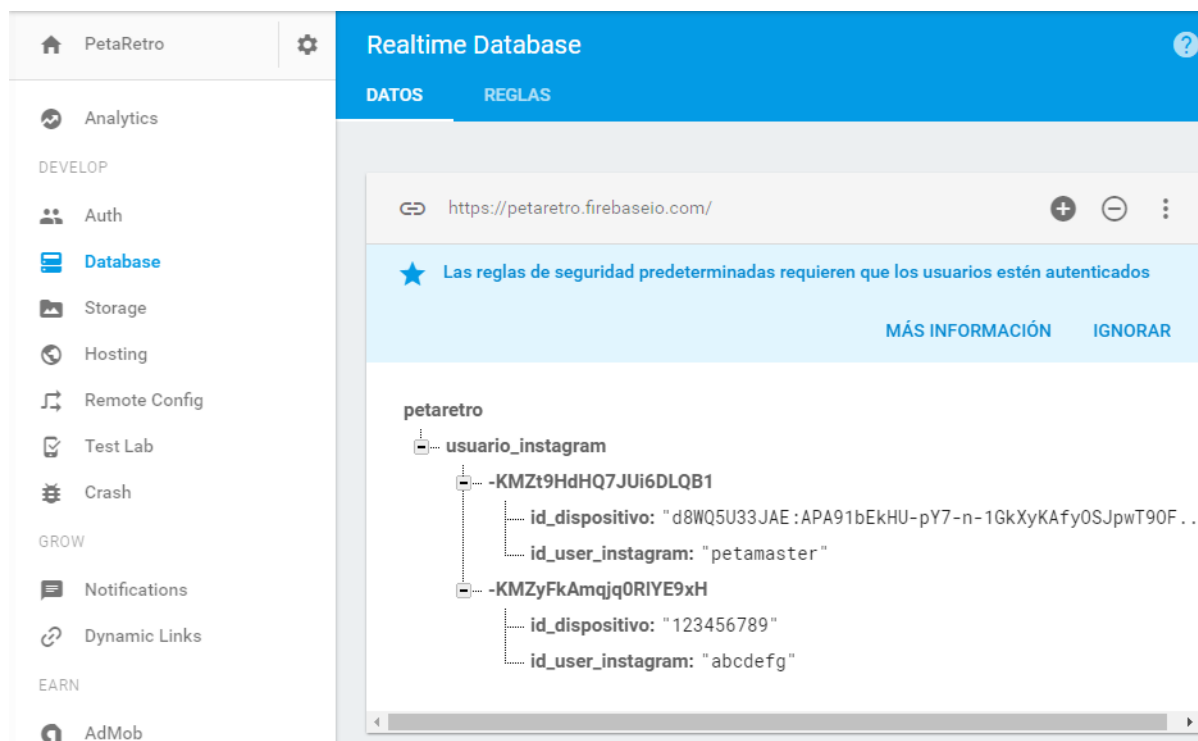 PetaRetro
Analytics
DEVELOP
Auth
Database
Storage
Hosting
Remote Config
Test Lab
Crash
GROW
Notifications
Dynamic Links
EARN
AdMob
Realtime Database
DATOS REGLAS
https://petaretro.firebaseio.com/
Las reglas de seguridad predeterminadas requieren que los usuarios estén autenticados
MÁS INFORMACIÓN IGNORAR
petaretro
usuario_instagram
-KMZt9HdHQ7JUi6DLQB1
id_dispositivo: "d8WQ5U33JAE:APA91bEkHU-pY7-n-1GkXyKAfyOSJpwT9OF..
id_user_instagram: "petamaster"
-KMZyFkAmqjq0RlYE9xH
id_dispositivo: "123456789"
id_user_instagram: "abcdefg"